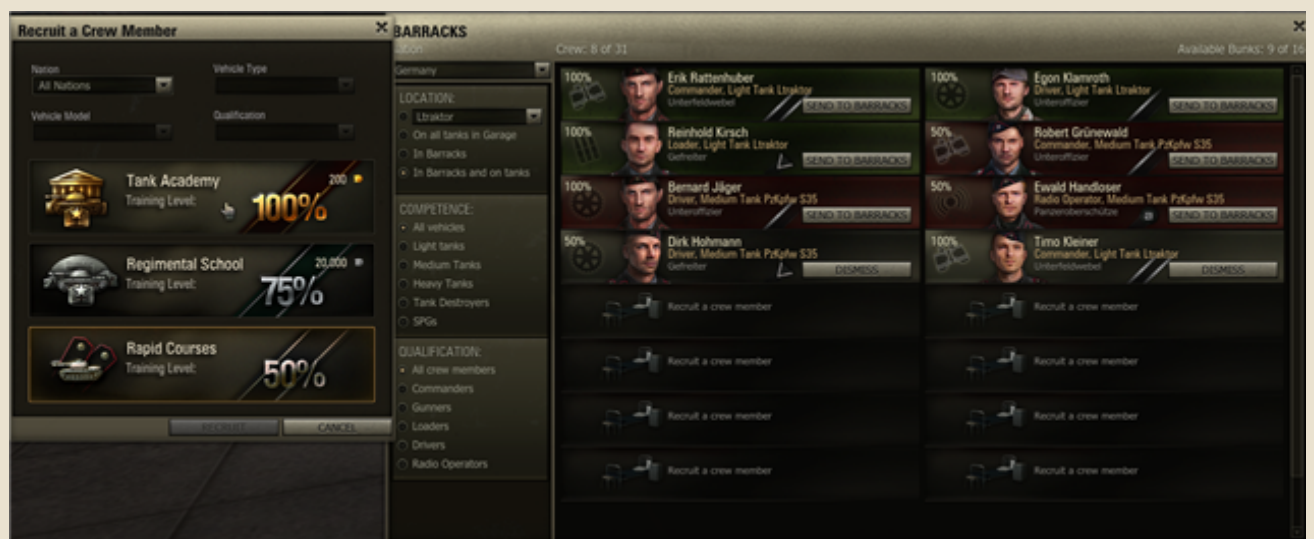 Recruit a Crew Member
Nation
Vehicle Type
All Nations
Vehicle Model
Qualification
Tank Academy
200
Training Level:
100%
Regimental School
20,000
Training Level:
75%
Rapid Courses
Training Level:
50%
RECRUIT
CANCEL
BARRACKS
Crew: 8 of 31
Available Bunks: 9 of 16
Germany
LOCATION:
Ltraktor
On all tanks in Garage
In Barracks
In Barracks and on tanks
COMPETENCE:
All vehicles
Light tanks
Medium Tanks
Heavy Tanks
Tank Destroyers
SPGs
QUALIFICATION:
All crew members
Commanders
Gunners
Loaders
Drivers
Radio Operators
100%
Erik Rattenhuber
Commander, Light Tank Ltraktor
Unterfeldwebel
SEND TO BARRACKS
100%
Egon Klamroth
Driver, Light Tank Ltraktor
Unteroffizier
SEND TO BARRACKS
100%
Reinhold Kirsch
Loader, Light Tank Ltraktor
Gefreiter
SEND TO BARRACKS
50%
Robert Grünewald
Commander, Medium Tank PzKpfw S35
Unteroffizier
SEND TO BARRACKS
100%
Bernard Jäger
Driver, Medium Tank PzKpfw S35
Unteroffizier
SEND TO BARRACKS
50%
Ewald Handloser
Radio Operator, Medium Tank PzKpfw S35
Panzeroberschütze
SEND TO BARRACKS
50%
Dirk Hohmann
Driver, Medium Tank PzKpfw S35
Gefreiter
DISMISS
100%
Timo Kleiner
Commander, Light Tank Ltraktor
Unterfeldwebel
DISMISS
Recruit a crew member
Recruit a crew member
Recruit a crew member
Recruit a crew member
Recruit a crew member
Recruit a crew member
Recruit a crew member
Recruit a crew member